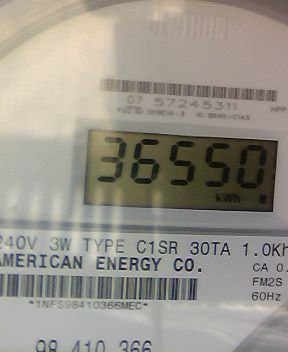 CENTRON
07 57245311
36550
kWh
240V 3W TYPE C1SR 30TA 1.0Kh
AMERICAN ENERGY CO.
CA 0.
FM2S
60Hz
*1NFS98410366MEC*
98 410 366